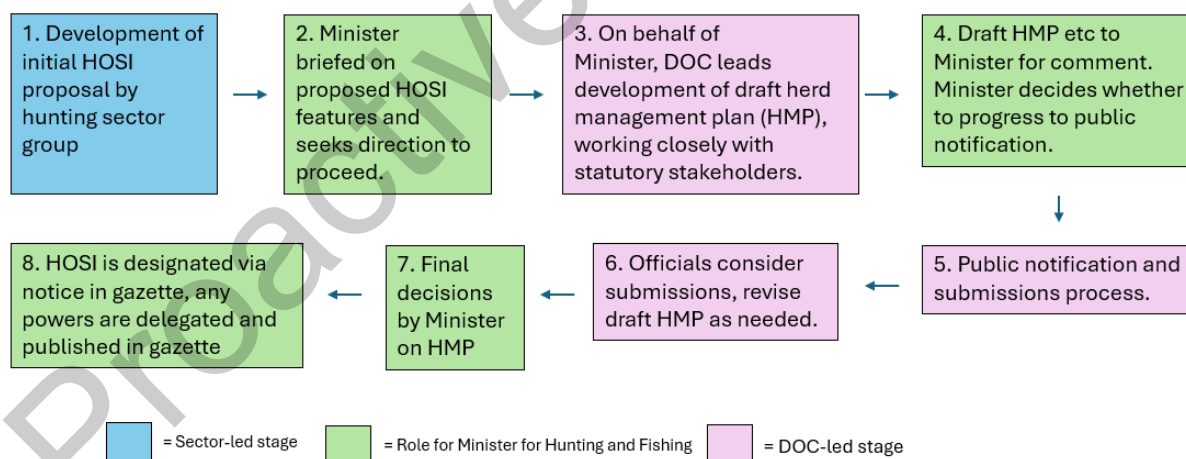 1. Development of
initial HOSI
proposal by
hunting sector
group
2. Minister
briefed on
proposed HOSI
features and
seeks direction to
proceed.
3. On behalf of
Minister, DOC leads
development of draft herd
management plan (HMP),
working closely with
statutory stakeholders.
4. Draft HMP etc to
Minister for comment.
Minister decides whether
to progress to public
notification.
5. Public notification and
submissions process.
6. Officials consider
submissions, revise
draft HMP as needed.
7. Final
decisions
by Minister
on HMP
8. HOSI is designated via
notice in gazette, any
powers are delegated and
published in gazette
= Sector-led stage
= Role for Minister for Hunting and Fishing
= DOC-led stage
Proactive